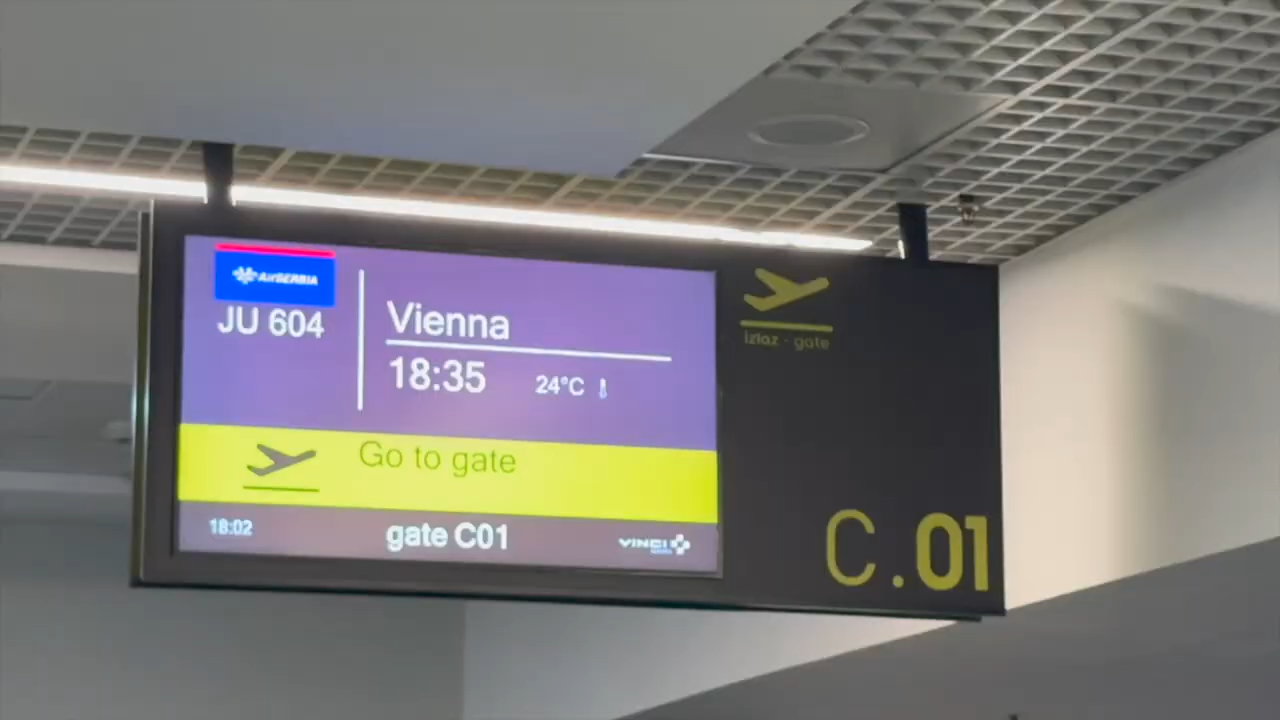 AirSERBIA
JU 604
Vienna
18:35
24°C
Go to gate
18:02
gate C01
VINCI
izlaz - gate
C.01